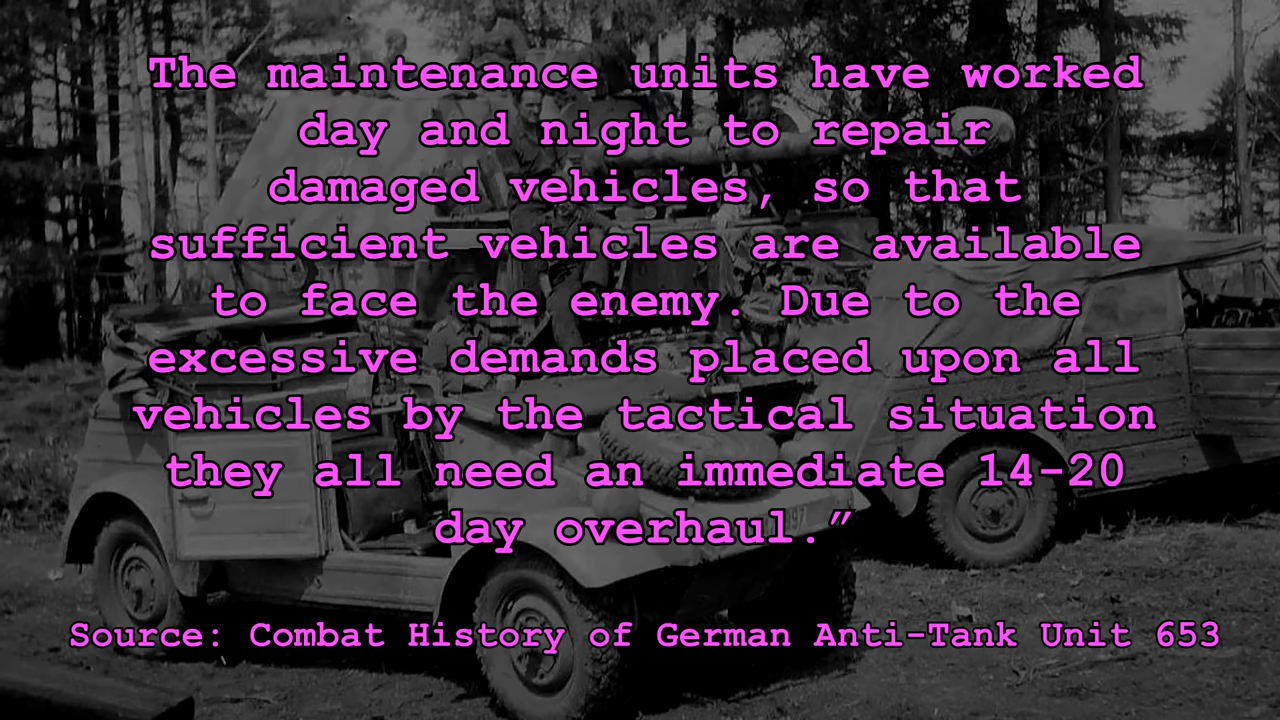 The maintenance units have worked
day and night to repair
damaged vehicles, so that
sufficient vehicles are available
to face the enemy. Due to the
excessive demands placed upon all
vehicles by the tactical situation
they all need an immediate 14-20
day overhaul.”
Source: Combat History of German Anti-Tank Unit 653